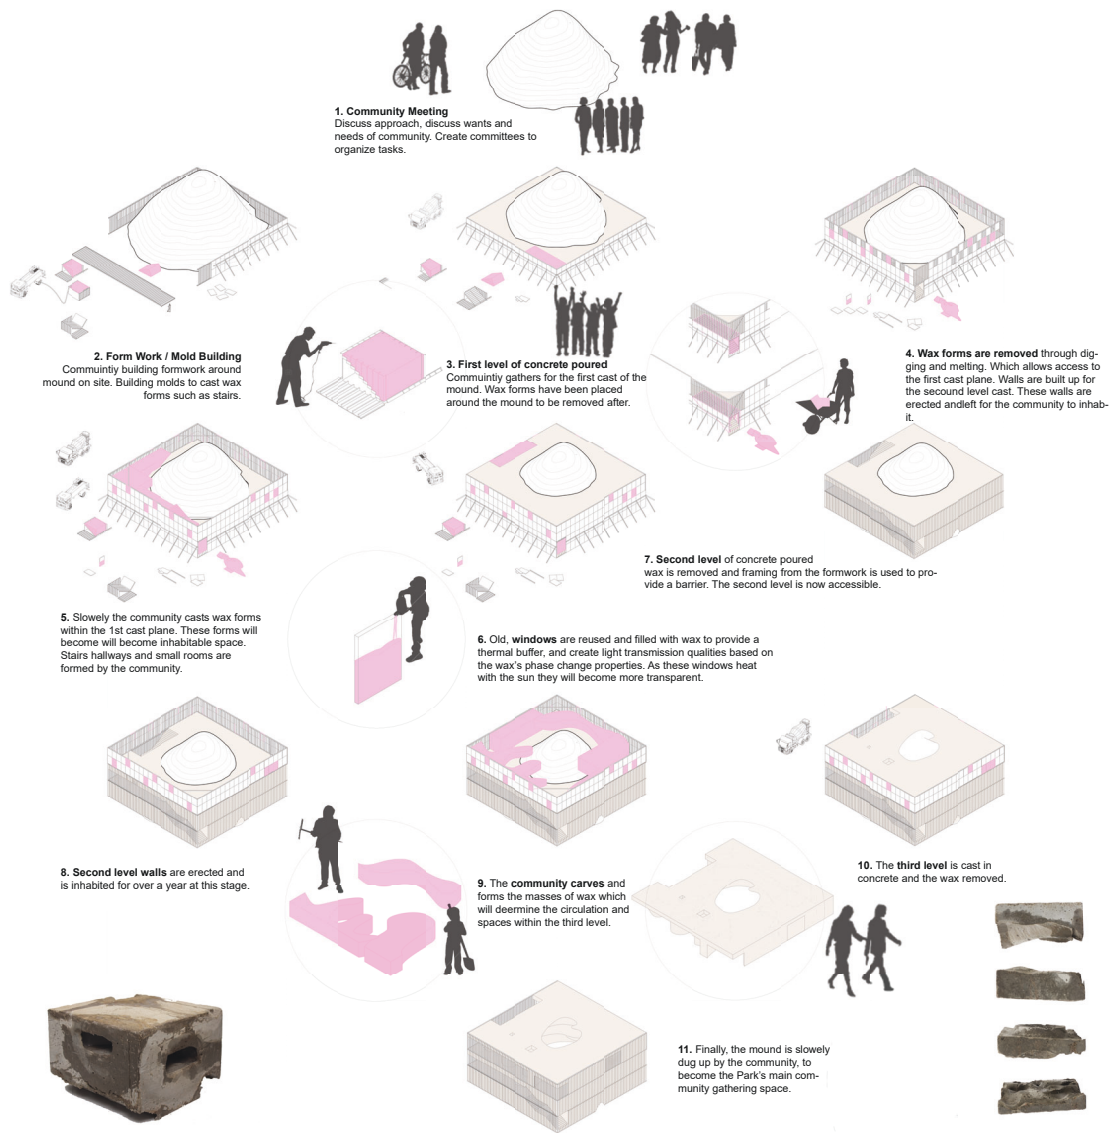 1. Community Meeting
Discuss approach, discuss wants and
needs of community. Create committees to
organize tasks.
2. Form Work / Mold Building
Commuintiy building formwork around
mound on site. Building molds to cast wax
forms such as stairs.
3. First level of concrete poured
Commuintiy gathers for the first cast of the
mound. Wax forms have been placed
around the mound to be removed after.
4. Wax forms are removed through dig-
ging and melting. Which allows access to
the first cast plane. Walls are built up for
the secound level cast. These walls are
erected andleft for the community to inhab-
it.
5. Slowely the community casts wax forms
within the 1st cast plane. These forms will
become will become inhabitable space.
Stairs hallways and small rooms are
formed by the community.
7. Second level of concrete poured
wax is removed and framing from the formwork is used to pro-
vide a barrier. The second level is now accessible.
6. Old, windows are reused and filled with wax to provide a
thermal buffer, and create light transmission qualities based on
the wax's phase change properties. As these windows heat
with the sun they will become more transparent.
8. Second level walls are erected and
is inhabited for over a year at this stage.
9. The community carves and
forms the masses of wax which
will deermine the circulation and
spaces within the third level.
10. The third level is cast in
concrete and the wax removed.
11. Finally, the mound is slowely
dug up by the community, to
become the Park's main com-
munity gathering space.